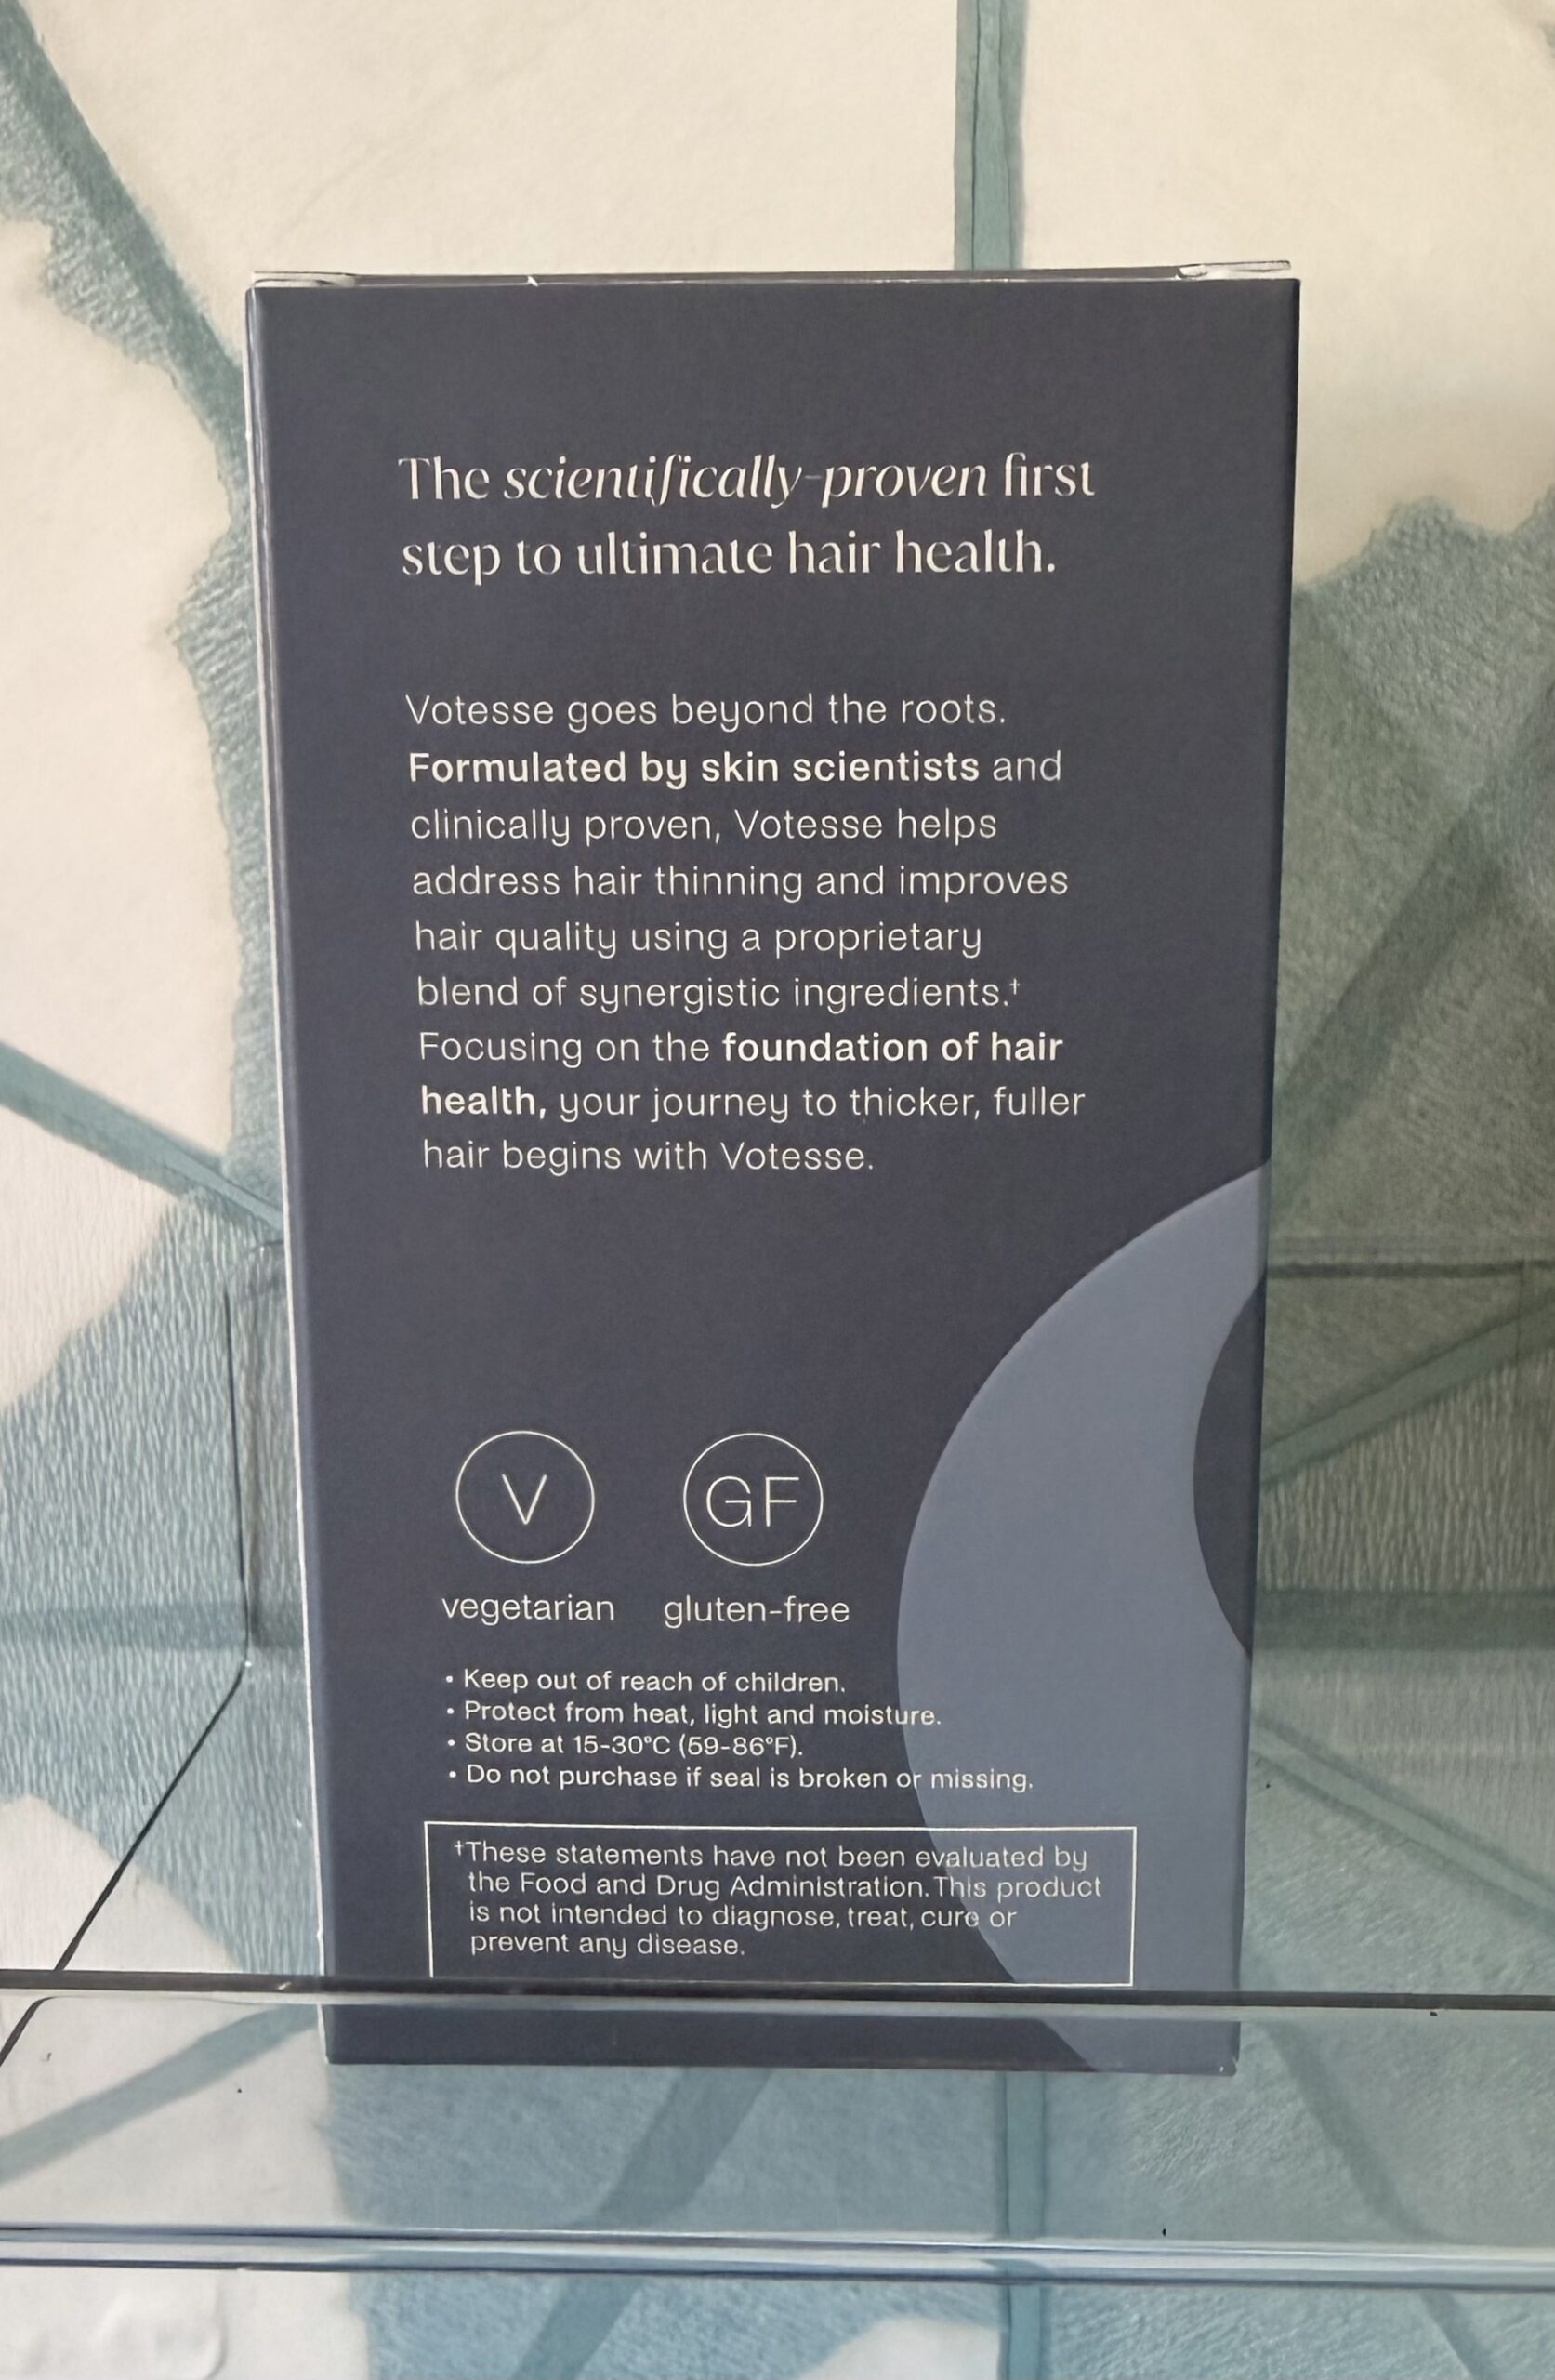 The scientifically-proven first
step to ultimate hair health.
Votesse goes beyond the roots.
Formulated by skin scientists and
clinically proven, Votesse helps
address hair thinning and improves
hair quality using a proprietary
blend of synergistic ingredients.†
Focusing on the foundation of hair
health, your journey to thicker, fuller
hair begins with Votesse.
V GF
vegetarian gluten-free
• Keep out of reach of children.
• Protect from heat, light and moisture.
• Store at 15-30°C (59-86°F).
• Do not purchase if seal is broken or missing.
†These statements have not been evaluated by
the Food and Drug Administration. This product
is not intended to diagnose, treat, cure or
prevent any disease.